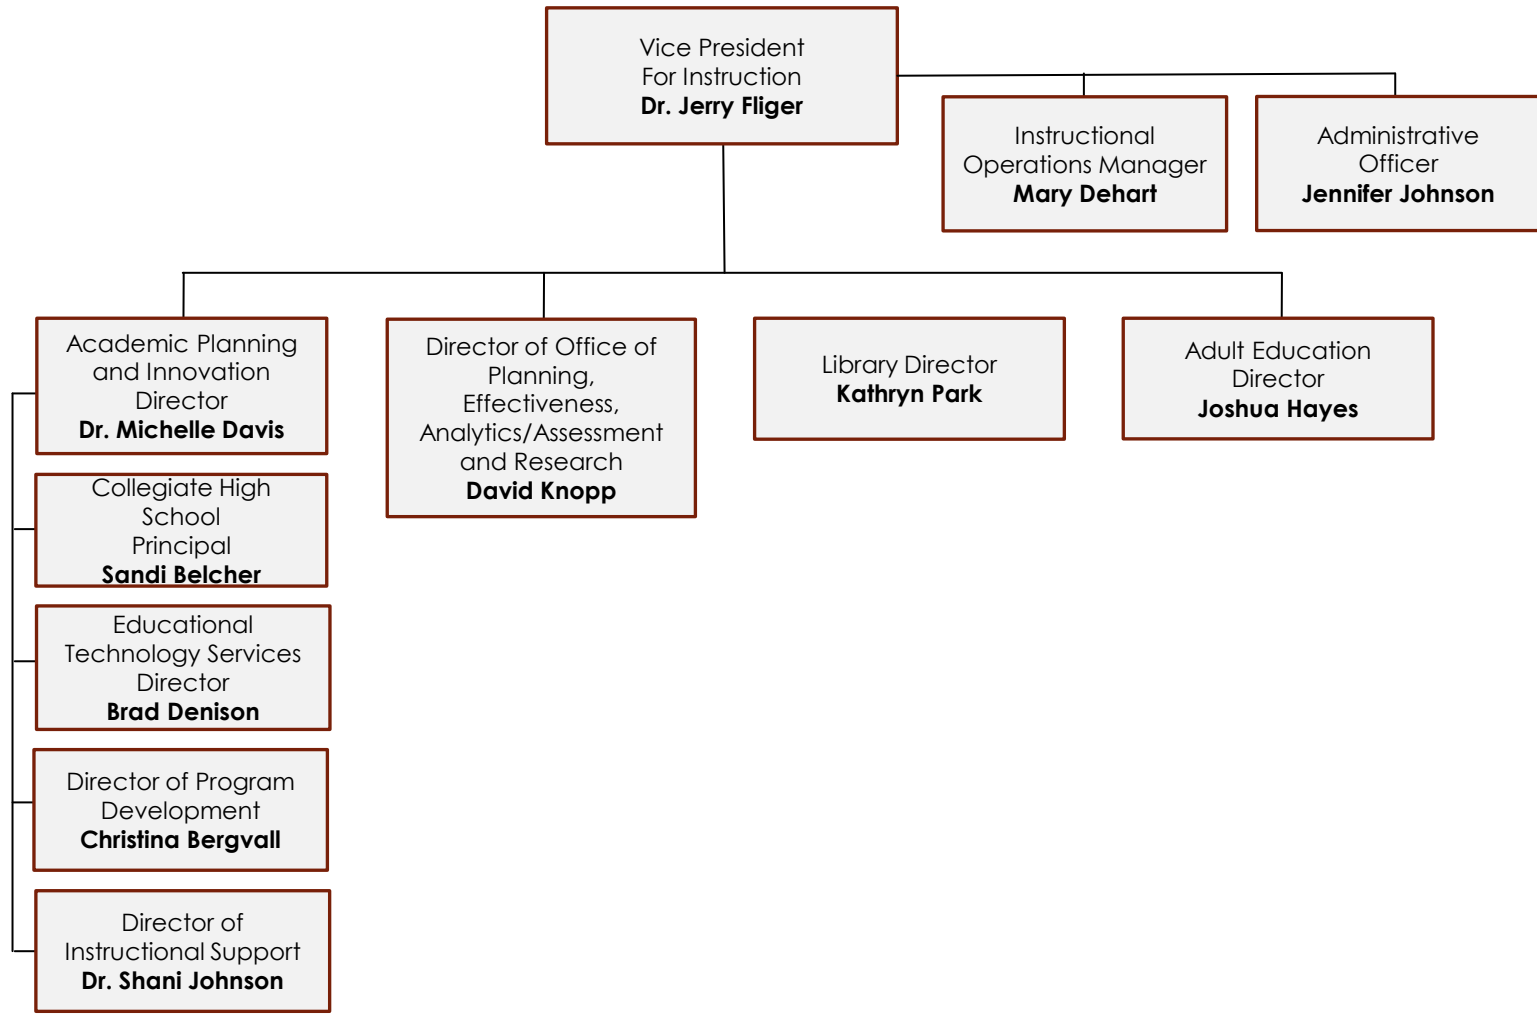 Vice President
For Instruction
Dr. Jerry Fliger
Instructional
Operations Manager
Mary Dehart
Administrative
Officer
Jennifer Johnson
Academic Planning
and Innovation
Director
Dr. Michelle Davis
Director of Office of
Planning,
Effectiveness,
Analytics/Assessment
and Research
David Knopp
Library Director
Kathryn Park
Adult Education
Director
Joshua Hayes
Collegiate High
School
Principal
Sandi Belcher
Educational
Technology Services
Director
Brad Denison
Director of Program
Development
Christina Bergvall
Director of
Instructional Support
Dr. Shani Johnson